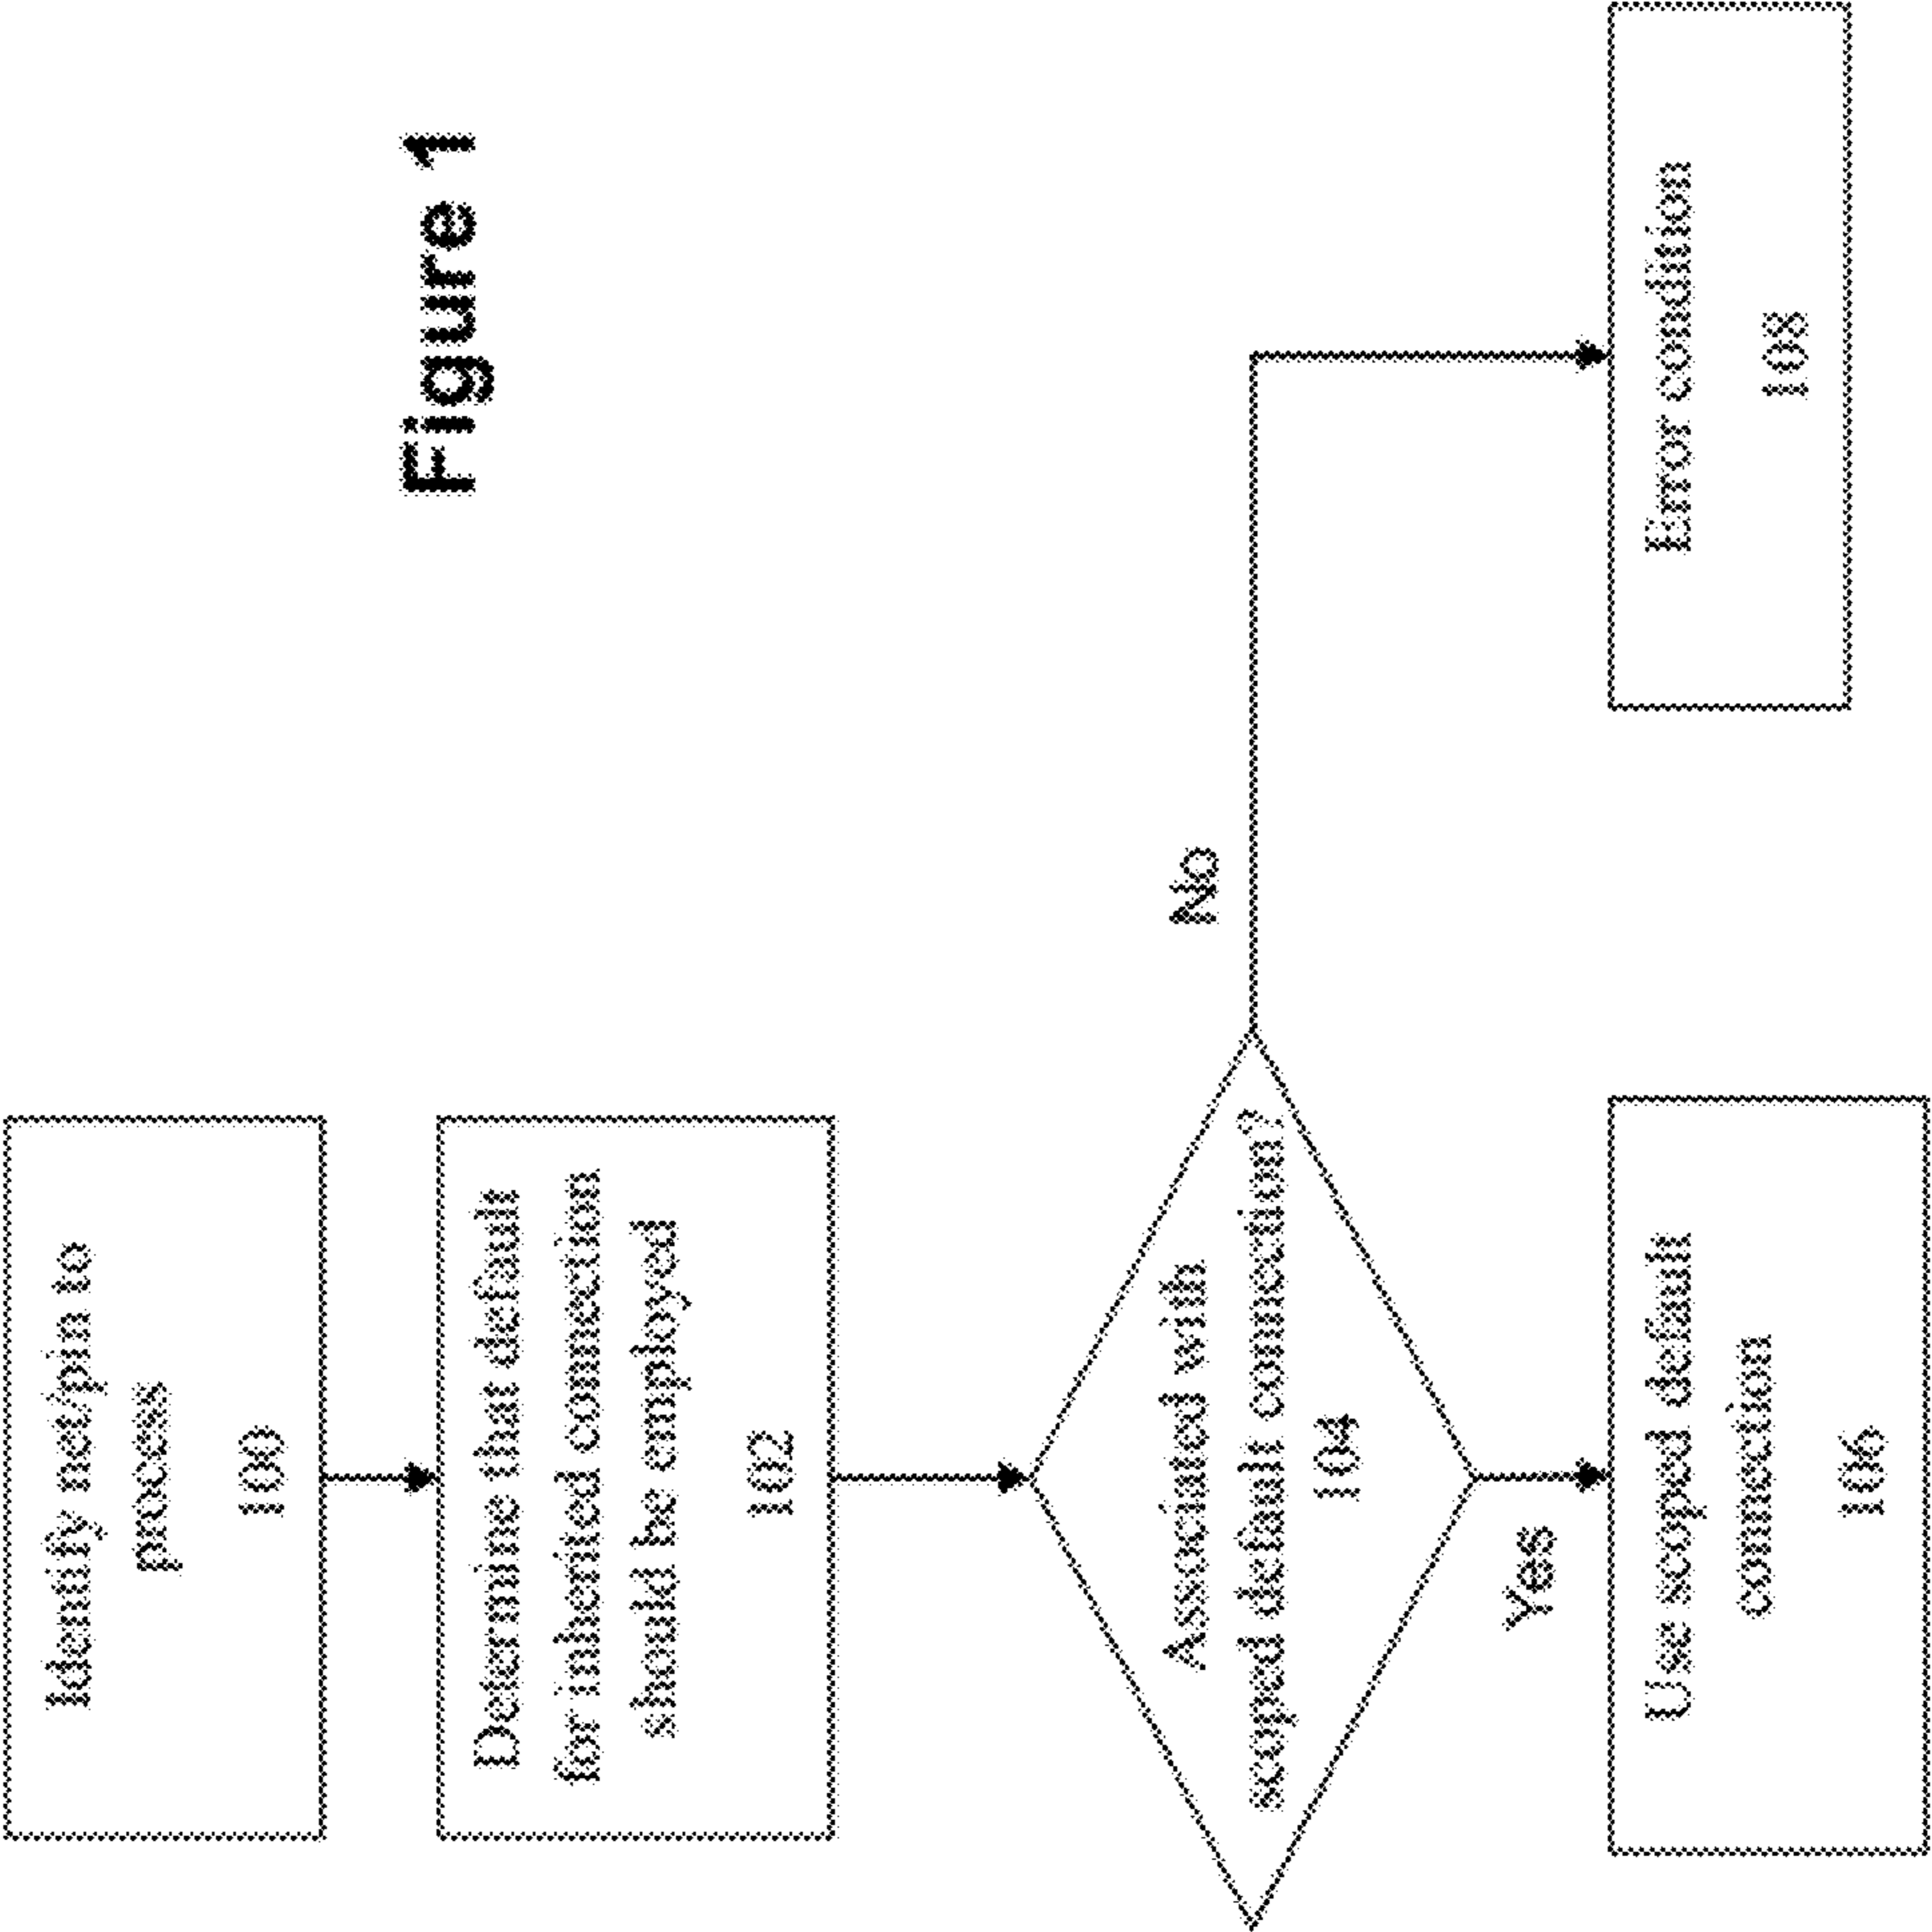 Figure 1
Identify net/pin to
process
100
Determine that default
for inherited connection
should be employed
102
Associated with
scoped default connection?
104
No
Yes
Use scoped default
connection
106
Error condition
108